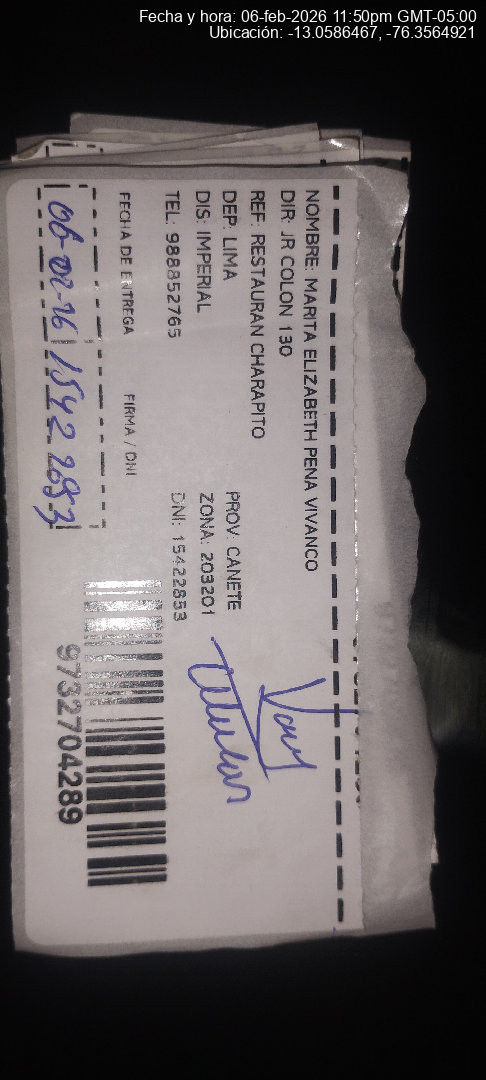 Fecha y hora: 06-feb-2026 11:50pm GMT-05:00
Ubicación: -13.0586467, -76.3564921
NOMBRE: MARITA ELIZABETH PENA VIVANCO
DIR: JR COLON 130
REF: RESTAURAN CHARAPITO
DEP: LIMA PROV: CANETE
DIS: IMPERIAL ZONA: 203201
TEL: 988852765 DNI: 15422853
FECHA DE ENTREGA FIRMA / DNI
06-02-26 15422853
Titular
9732704289